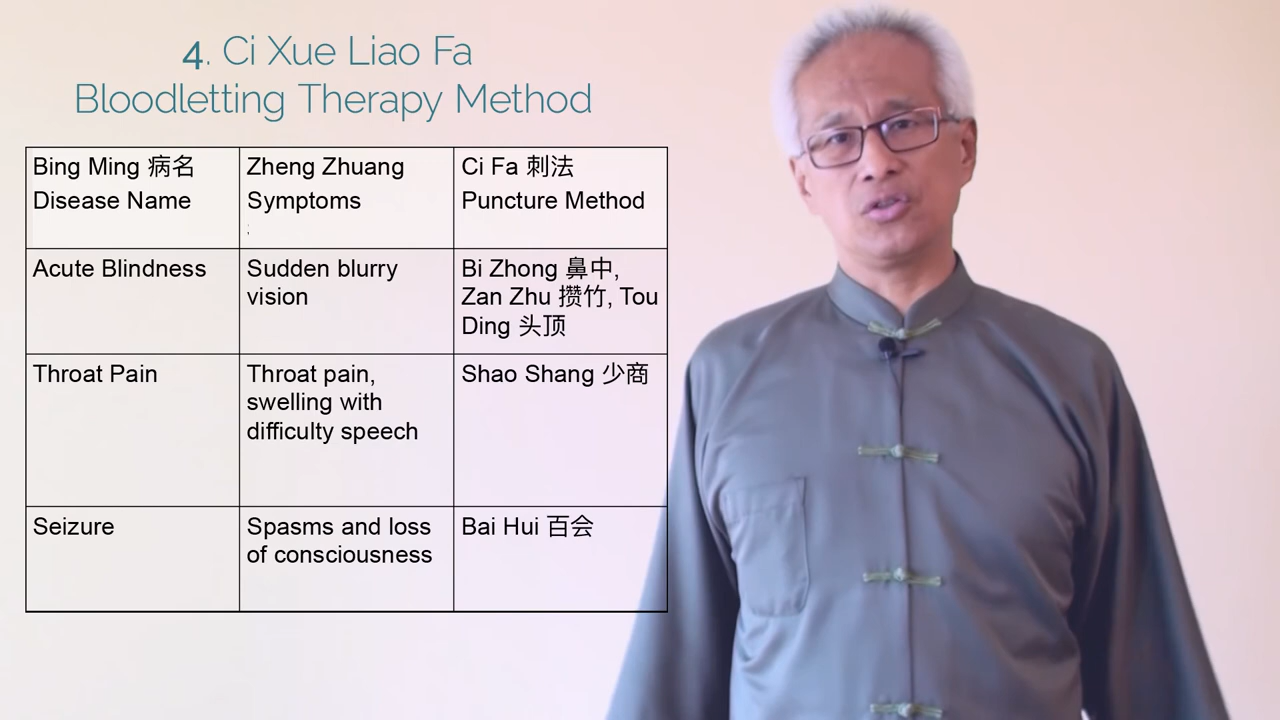 4. Ci Xue Liao Fa
Bloodletting Therapy Method
Bing Ming 病名
Disease Name
Zheng Zhuang
Symptoms
;
Ci Fa 刺法
Puncture Method
Acute Blindness
Sudden blurry
vision
Bi Zhong 鼻中,
Zan Zhu 攒竹, Tou
Ding 头顶
Throat Pain
Throat pain,
swelling with
difficulty speech
Shao Shang 少商
Seizure
Spasms and loss
of consciousness
Bai Hui 百会